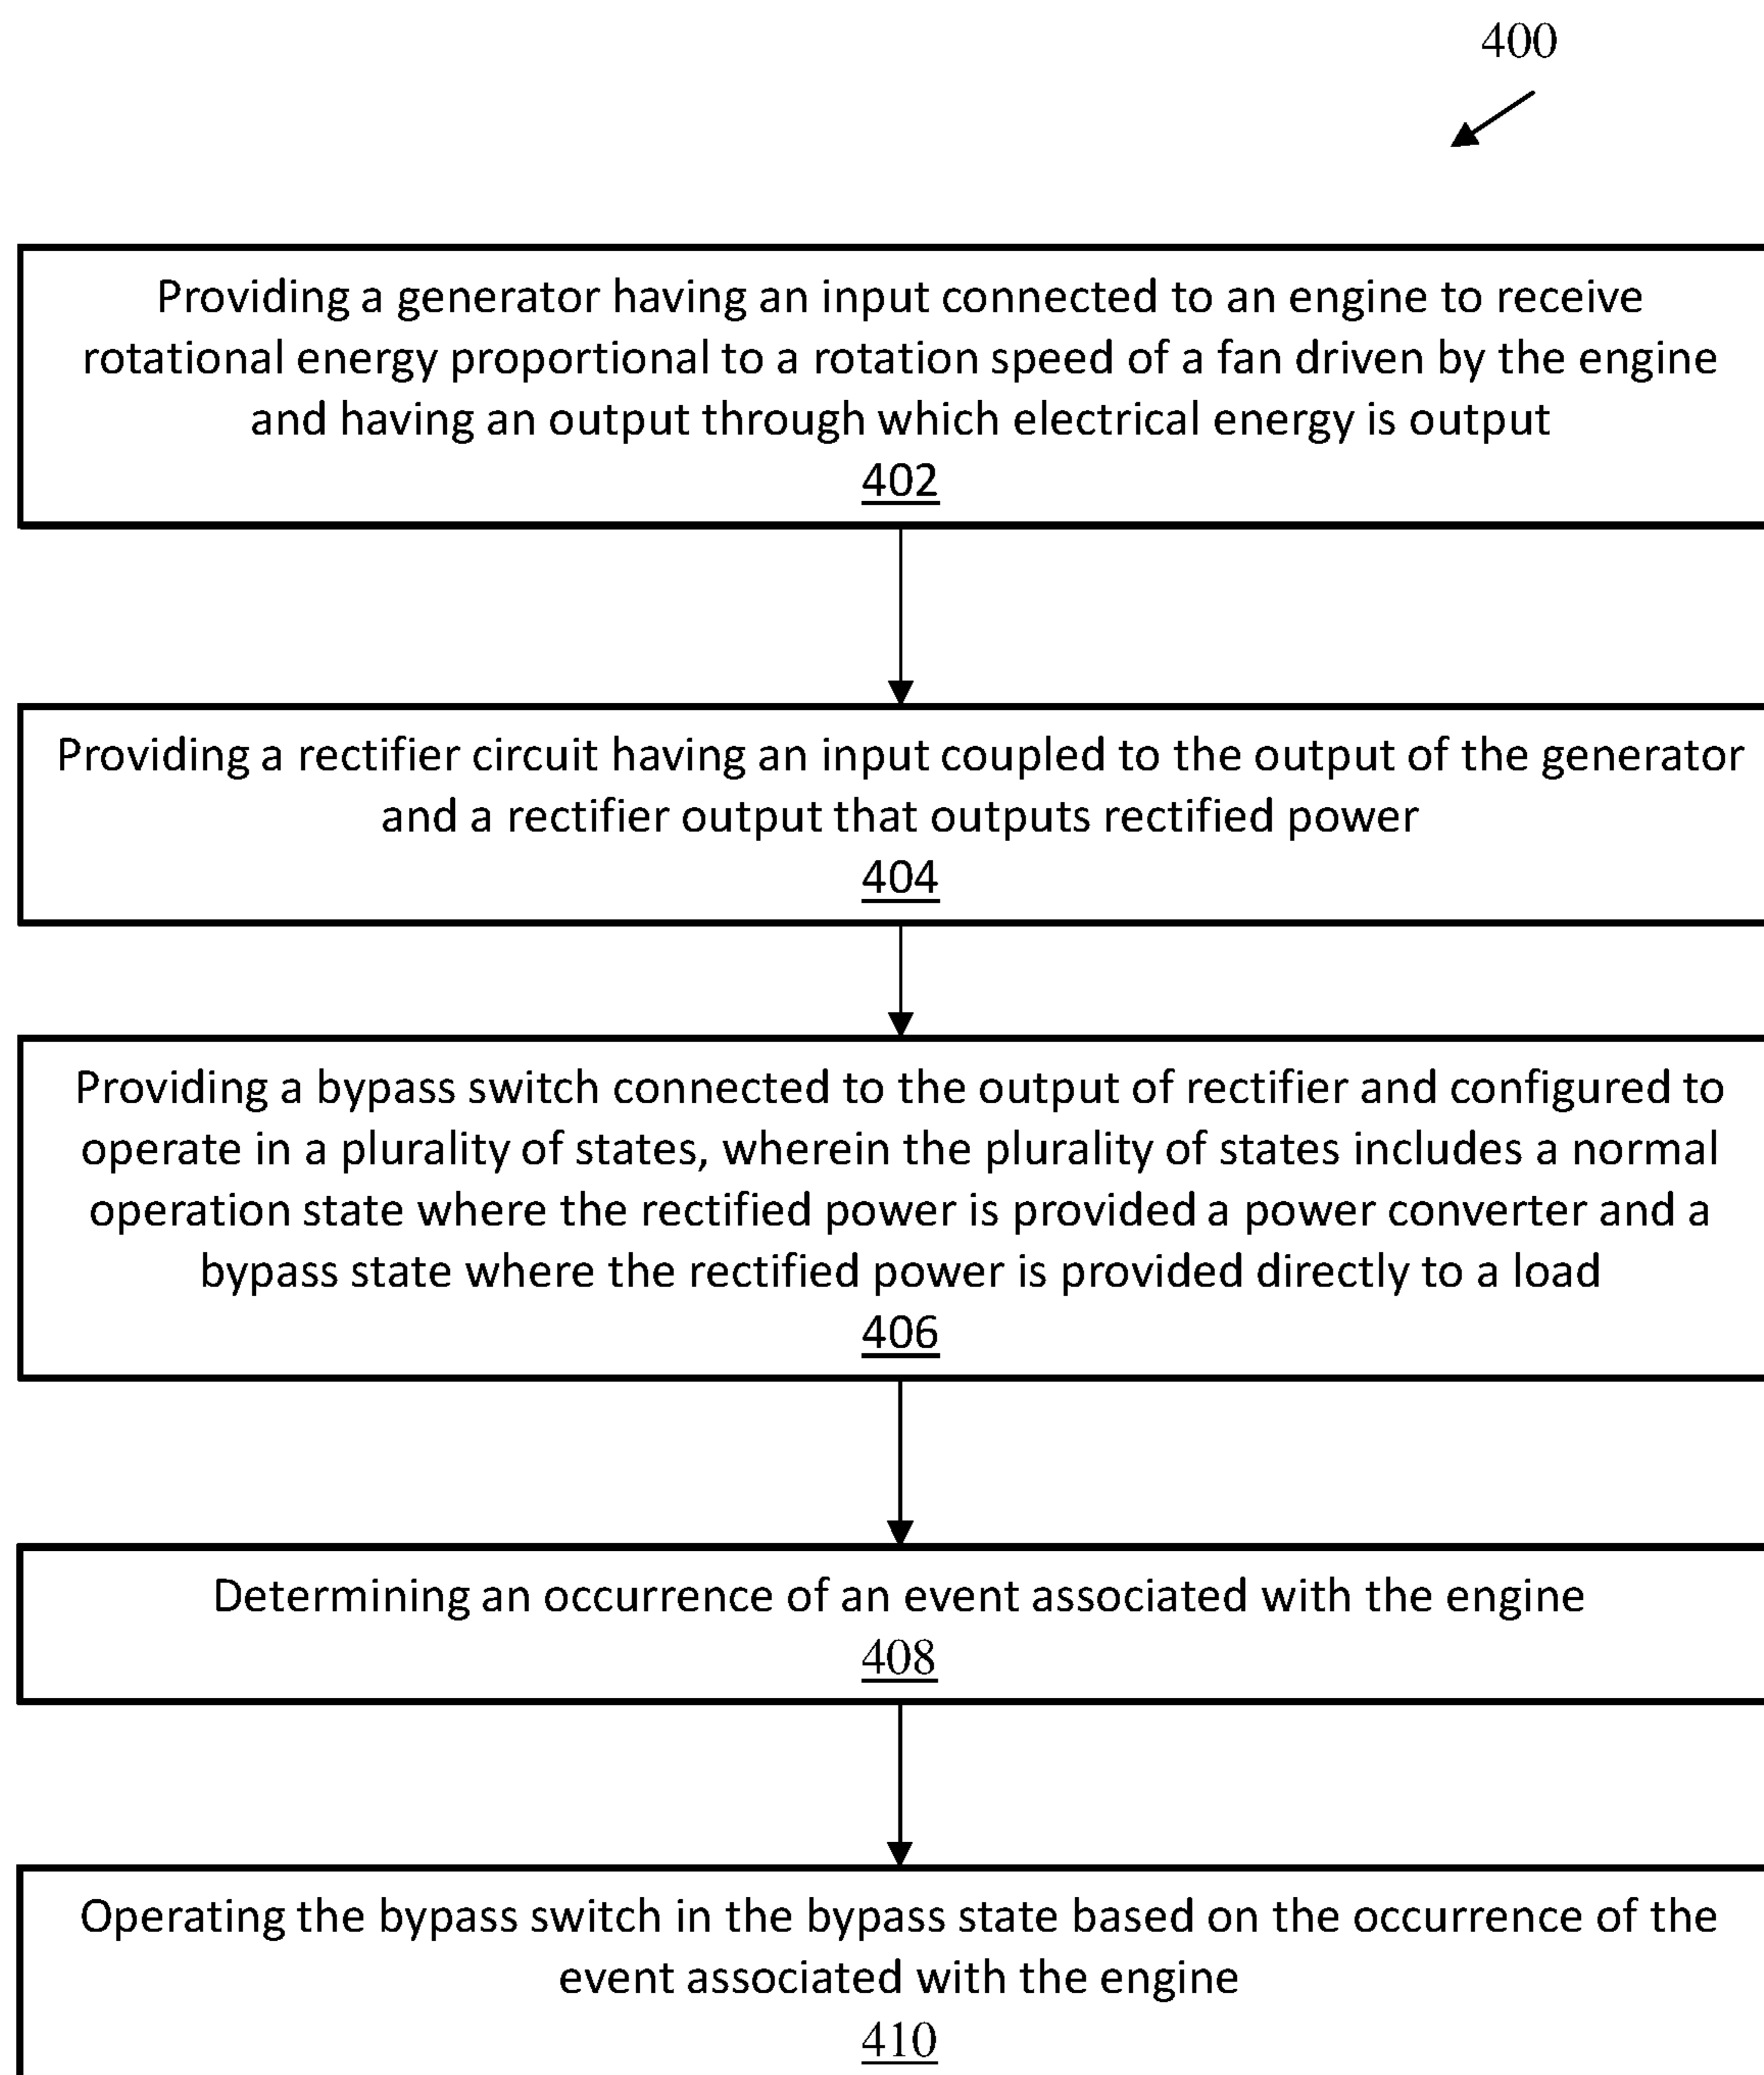 400
Providing a generator having an input connected to an engine to receive
rotational energy proportional to a rotation speed of a fan driven by the engine
and having an output through which electrical energy is output
402
Providing a rectifier circuit having an input coupled to the output of the generator
and a rectifier output that outputs rectified power
404
Providing a bypass switch connected to the output of rectifier and configured to
operate in a plurality of states, wherein the plurality of states includes a normal
operation state where the rectified power is provided a power converter and a
bypass state where the rectified power is provided directly to a load
406
Determining an occurrence of an event associated with the engine
408
Operating the bypass switch in the bypass state based on the occurrence of the
event associated with the engine
410